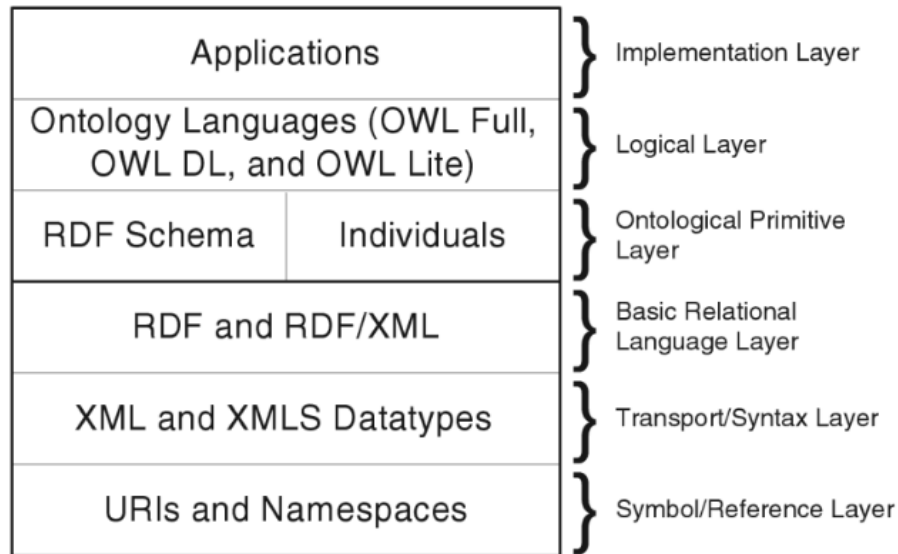 Applications
Implementation Layer
Ontology Languages (OWL Full,
OWL DL, and OWL Lite)
Logical Layer
RDF Schema
Individuals
Ontological Primitive
Layer
RDF and RDF/XML
Basic Relational
Language Layer
XML and XMLS Datatypes
Transport/Syntax Layer
URIs and Namespaces
Symbol/Reference Layer